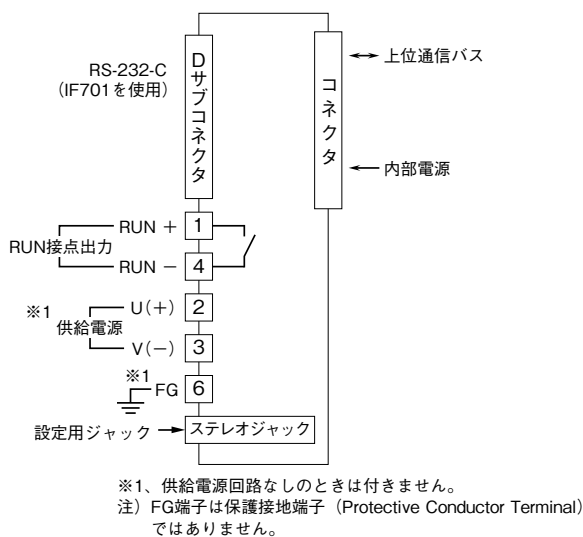 RS-232-C
（IF701を使用）
Dサブコネクタ
コネクタ
上位通信バス
内部電源
RUN接点出力
RUN ＋
1
RUN －
4
※1
供給電源
U（＋）
2
V（－）
3
※1
FG
6
設定用ジャック
ステレオジャック
※1、供給電源回路なしのときは付きません。
注）FG端子は保護接地端子（Protective Conductor Terminal）
ではありません。